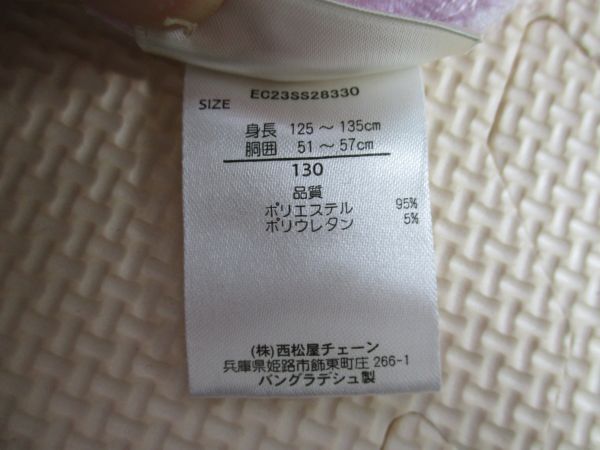 EC23SS28330
SIZE
身長 125～135cm
胴囲 51～57cm
130
品質
ポリエステル 95%
ポリウレタン 5%
(株)西松屋チェーン
兵庫県姫路市飾東町庄 266-1
バングラデシュ製